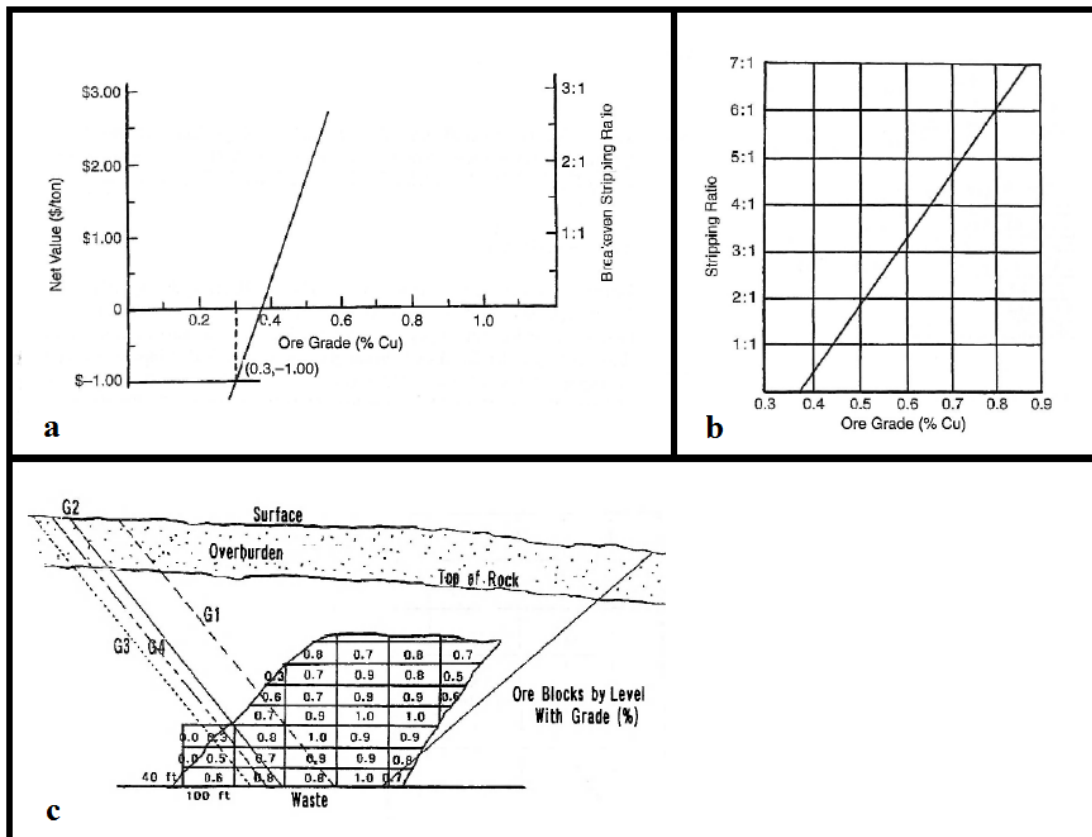 $3.00
$2.00
$1.00
0
$–1.00
Net Value ($/ton)
0.2
0.4
0.6
0.8
1.0
Ore Grade (% Cu)
(0.3,–1.00)
3:1
2:1
1:1
Breakeven Stripping Ratio
a
7:1
6:1
5:1
4:1
3:1
2:1
1:1
Stripping Ratio
0.3 0.4 0.5 0.6 0.7 0.8 0.9
Ore Grade (% Cu)
b
G2
Surface
Overburden
Top of Rock
G1
G3
G4
0.8 0.7 0.8 0.7
0.3 0.7 0.9 0.8 0.5
0.6 0.7 0.9 0.9 0.6
0.7 0.9 1.0 1.0
0.0 0.3 0.8 1.0 0.9 0.9
0.0 0.5 0.7 0.9 0.9 0.8
40 ft 0.6 0.8 0.8 1.0 0.7
100 ft
Waste
Ore Blocks by Level
With Grade (%)
c